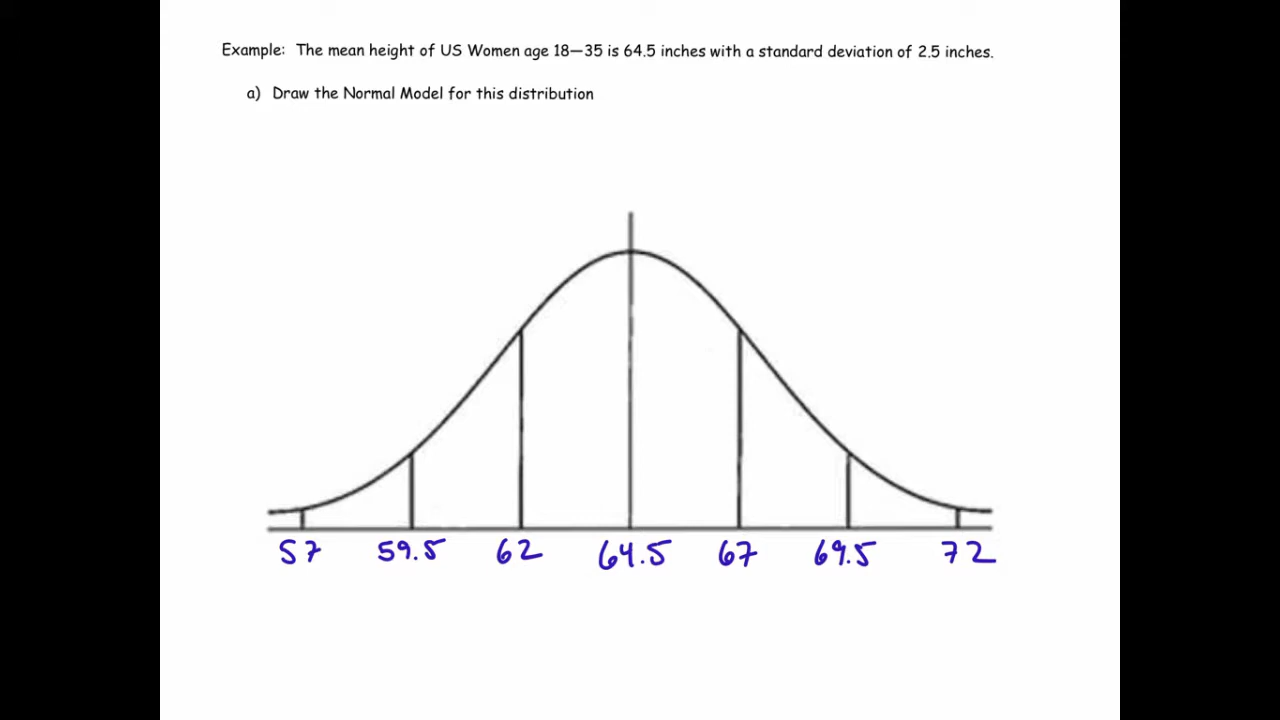 Example: The mean height of US Women age 18—35 is 64.5 inches with a standard deviation of 2.5 inches.
a) Draw the Normal Model for this distribution
57 59.5 62 64.5 67 69.5 72